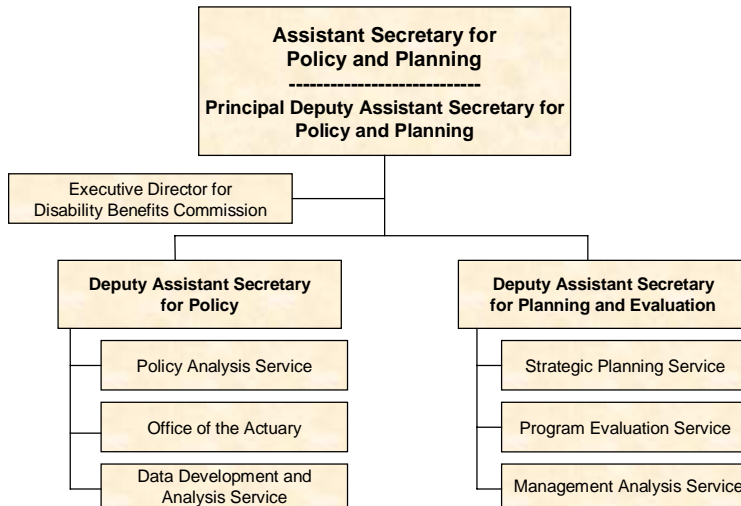 Assistant Secretary for
Policy and Planning
----------------------------
Principal Deputy Assistant Secretary for
Policy and Planning
Executive Director for
Disability Benefits Commission
Deputy Assistant Secretary
for Policy
Policy Analysis Service
Office of the Actuary
Data Development and
Analysis Service
Deputy Assistant Secretary
for Planning and Evaluation
Strategic Planning Service
Program Evaluation Service
Management Analysis Service